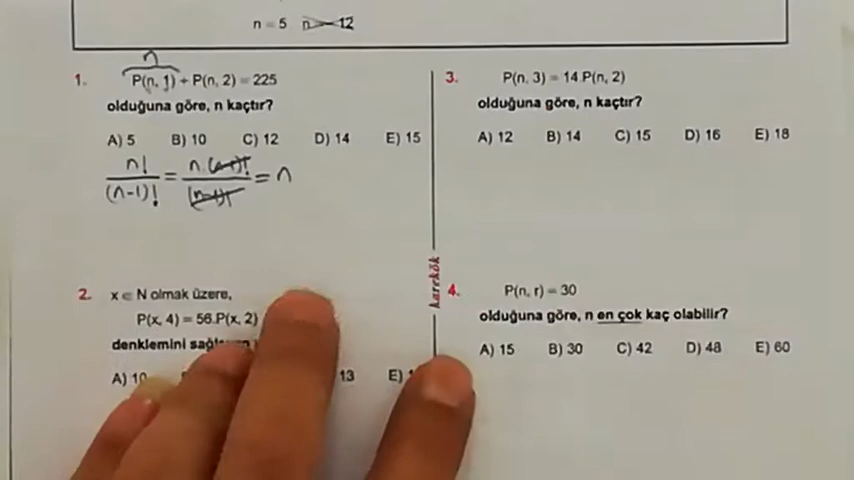 n = 5 n = 12
n
1. P(n, 1) + P(n, 2) = 225
olduğuna göre, n kaçtır?
A) 5 B) 10 C) 12 D) 14 E) 15
n! / (n-1)! = n.(n-1)! / (n-1)! = n
2. x ∈ N olmak üzere,
P(x, 4) = 56.P(x, 2)
denklemini
A) 10 13 E)
karekök
3. P(n, 3) = 14.P(n, 2)
olduğuna göre, n kaçtır?
A) 12 B) 14 C) 15 D) 16 E) 18
4. P(n, r) = 30
olduğuna göre, n en çok kaç olabilir?
A) 15 B) 30 C) 42 D) 48 E) 60